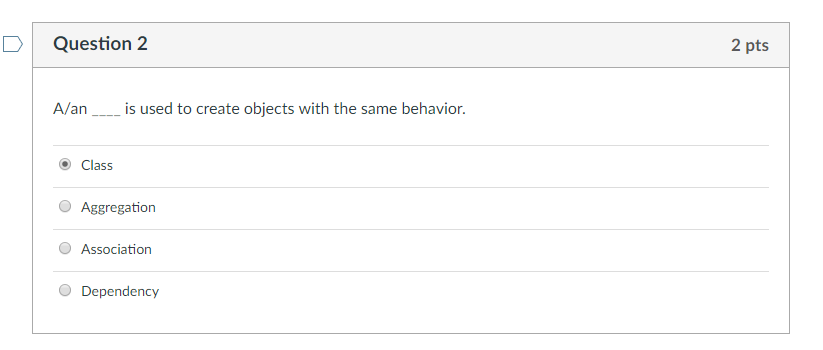 Question 2
2 pts
A/an ____ is used to create objects with the same behavior.
Class
Aggregation
Association
Dependency